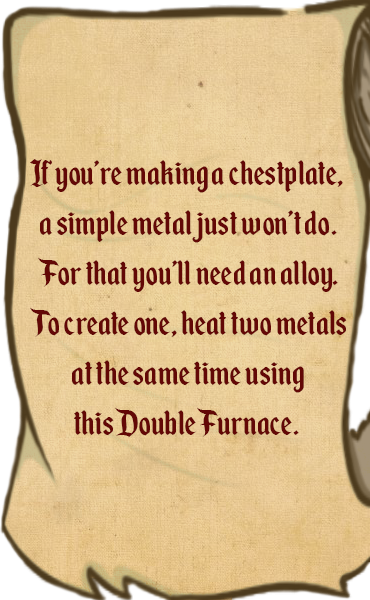 If you're making a chestplate,
a simple metal just won't do.
For that you'll need an alloy.
To create one, heat two metals
at the same time using
this Double Furnace.